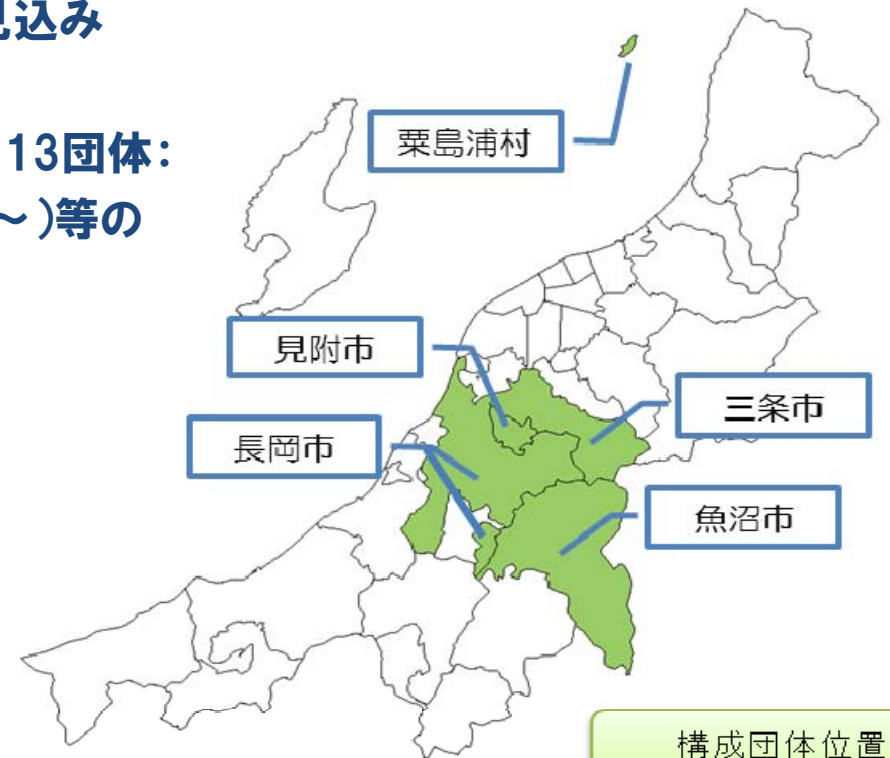 見込み
13団体:
～)等の
粟島浦村
見附市
三条市
長岡市
魚沼市
構成団体位置